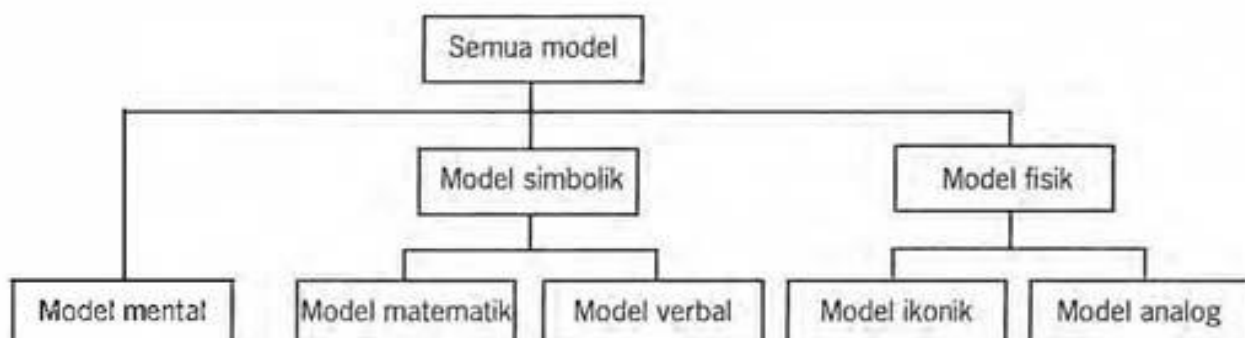 Semua model
Model simbolik
Model fisik
Model mental
Model matematik
Model verbal
Model ikonik
Model analog